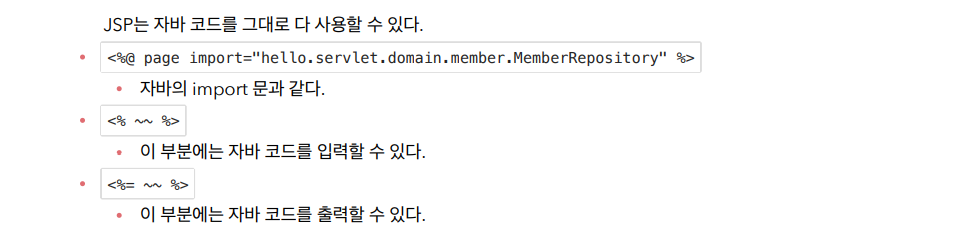 JSP는 자바 코드를 그대로 다 사용할 수 있다.
<%@ page import="hello.servlet.domain.member.MemberRepository" %>
자바의 import 문과 같다.
<% ~~ %>
이 부분에는 자바 코드를 입력할 수 있다.
<%= ~~ %>
이 부분에는 자바 코드를 출력할 수 있다.